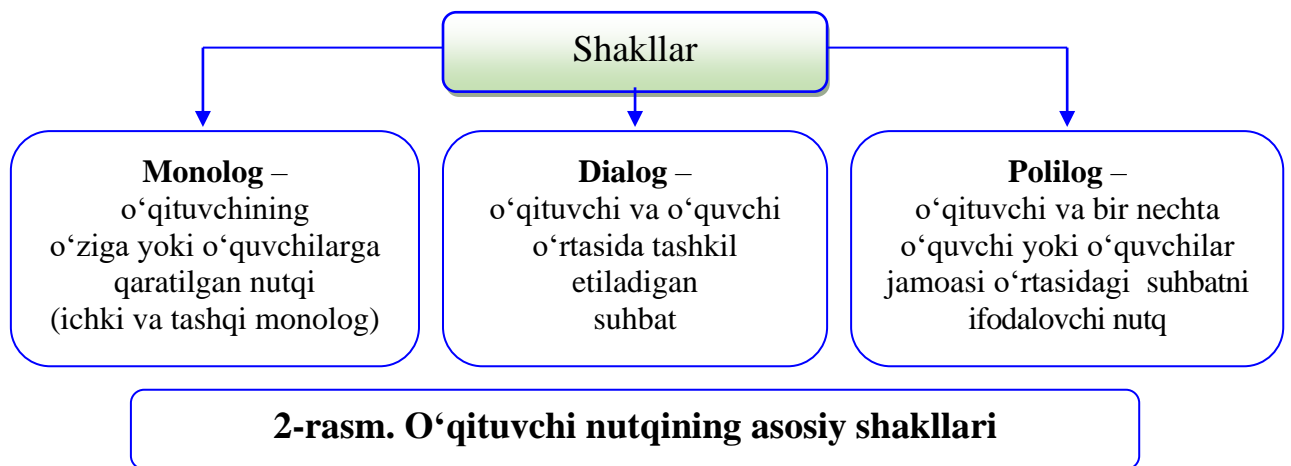 Shakllar
Monolog –
o‘qituvchining
o‘ziga yoki o‘quvchilarga
qaratilgan nutqi
(ichki va tashqi monolog)
Dialog –
o‘qituvchi va o‘quvchi
o‘rtasida tashkil
etiladigan
suhbat
Polilog –
o‘qituvchi va bir nechta
o‘quvchi yoki o‘quvchilar
jamoasi o‘rtasidagi suhbatni
ifodalovchi nutq
2-rasm. O‘qituvchi nutqining asosiy shakllari